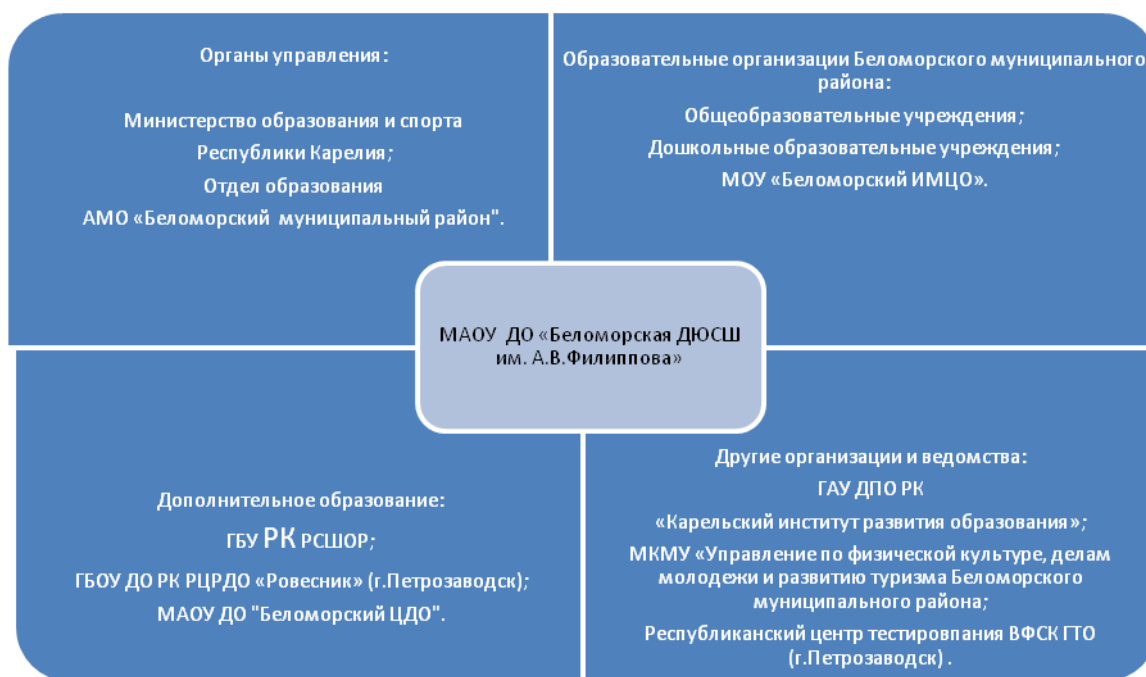 Органы управления:
Министерство образования и спорта
Республики Карелия;
Отдел образования
АМО «Беломорский муниципальный район".
Образовательные организации Беломорского муниципального
района:
Общеобразовательные учреждения;
Дошкольные образовательные учреждения;
МОУ «Беломорский ИМЦО».
МАОУ ДО «Беломорская ДЮСШ
им. А.В.Филиппова»
Дополнительное образование:
ГБУ РК РСШОР;
ГБОУ ДО РК РЦРДО «Ровесник» (г.Петрозаводск);
МАОУ ДО "Беломорский ЦДО".
Другие организации и ведомства:
ГАУ ДПО РК
«Карельский институт развития образования»;
МКМУ «Управление по физической культуре, делам
молодежи и развитию туризма Беломорского
муниципального района;
Республиканский центр тестировпания ВФСК ГТО
(г.Петрозаводск) .